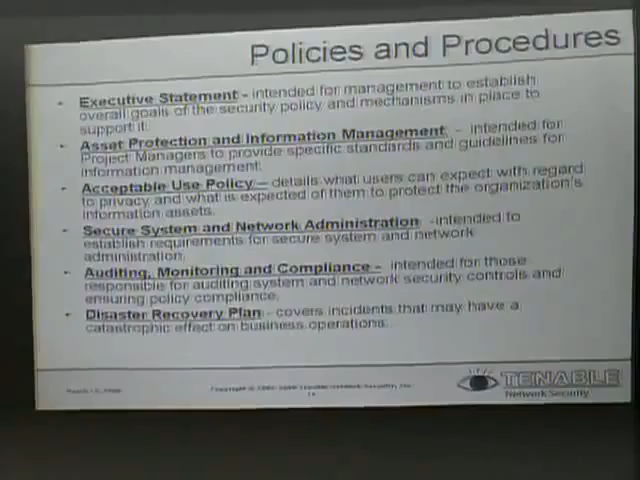 Policies and Procedures
- Executive Statement - intended for management to establish
overall goals of the security policy and mechanisms in place to
support it.
- Asset Protection and Information Management - intended for
Project Managers to provide specific standards and guidelines for
information management.
- Acceptable Use Policy – details what users can expect with regard
to privacy and what is expected of them to protect the organization's
information assets.
- Secure System and Network Administration -intended to
establish requirements for secure system and network
administration.
- Auditing, Monitoring and Compliance – intended for those
responsible for auditing system and network security controls and
ensuring policy compliance.
- Disaster Recovery Plan - covers incidents that may have a
catastrophic effect on business operations.
Network Security, Inc.
TENABLE
Network Security